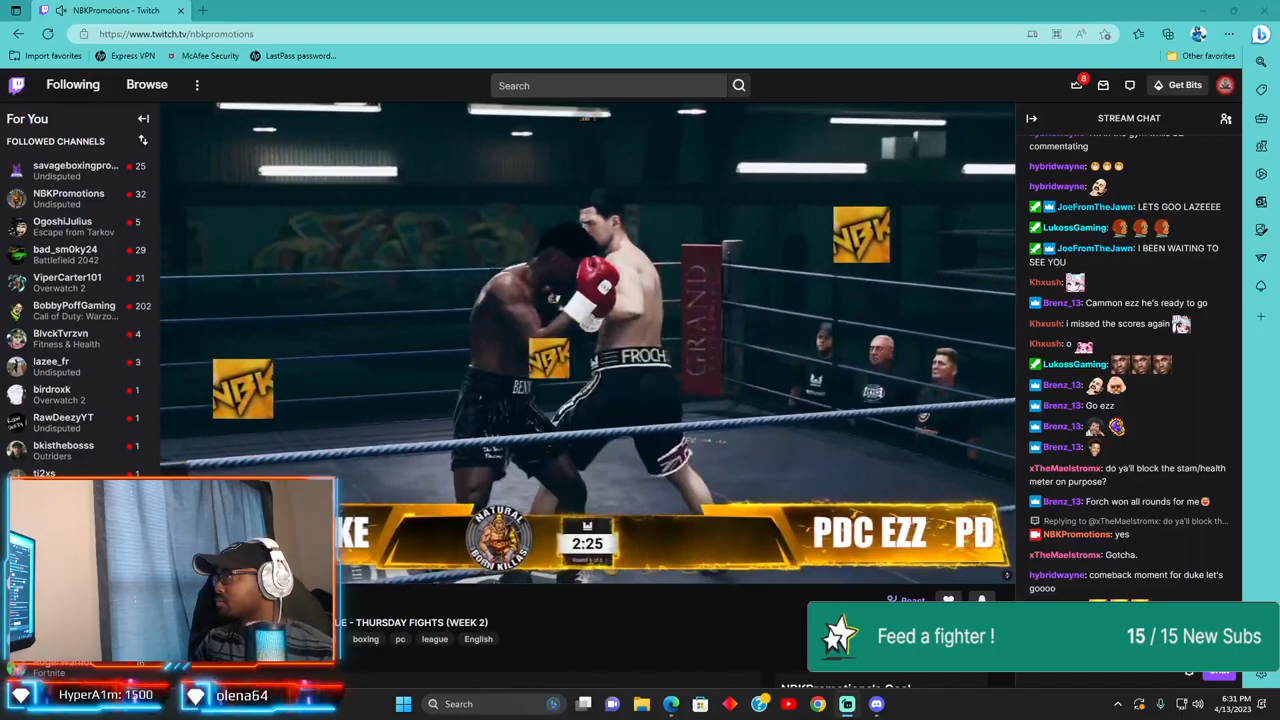 NBKPromotions - Twitch
https://www.twitch.tv/nbkpromotions
Import favorites
Express VPN
McAfee Security
LastPass password...
Other favorites
Following
Browse
Search
8
Get Bits
For You
FOLLOWED CHANNELS
savageboxingpro...
25
Undisputed
NBKPromotions
32
Undisputed
OgoshiJulius
5
Escape from Tarkov
bad_sm0ky24
29
Battlefield 2042
ViperCarter101
21
Overwatch 2
BobbyPoffGaming
202
Call of Duty: Warzo...
BlvckTvrzvn
4
Fitness & Health
lazee_fr
3
Undisputed
birdroxk
1
Overwatch 2
RawDeezyYT
1
Undisputed
bkisthebosss
1
Outriders
ti2xs
1
Fortnite
NBK
NBK
NBK
GRAND
FROCH
BENN
KE
NATURAL
BORN KILLAS
2:25
PDC EZZ PD
UE - THURSDAY FIGHTS (WEEK 2)
boxing
pc
league
English
React
STREAM CHAT
commentating
hybridwayne:
hybridwayne:
JoeFromTheJawn: LETS GOO LAZEEEE
LukossGaming:
JoeFromTheJawn: I BEEN WAITING TO
SEE YOU
Khxush:
Brenz_13: Cammon ezz he's ready to go
Khxush: i missed the scores again
Khxush: o
LukossGaming:
Brenz_13:
Brenz_13: Go ezz
Brenz_13:
Brenz_13:
xTheMaelstromx: do ya'll block the stam/health
meter on purpose?
Brenz_13: Forch won all rounds for me
Replying to @xTheMaelstromx: do ya'll block th...
NBKPromotions: yes
xTheMaelstromx: Gotcha.
hybridwayne: comeback moment for duke let's
goooo
Feed a fighter !
15 / 15 New Subs
HyperA1m: 1500
olena64
Search
6:31 PM
4/13/2023